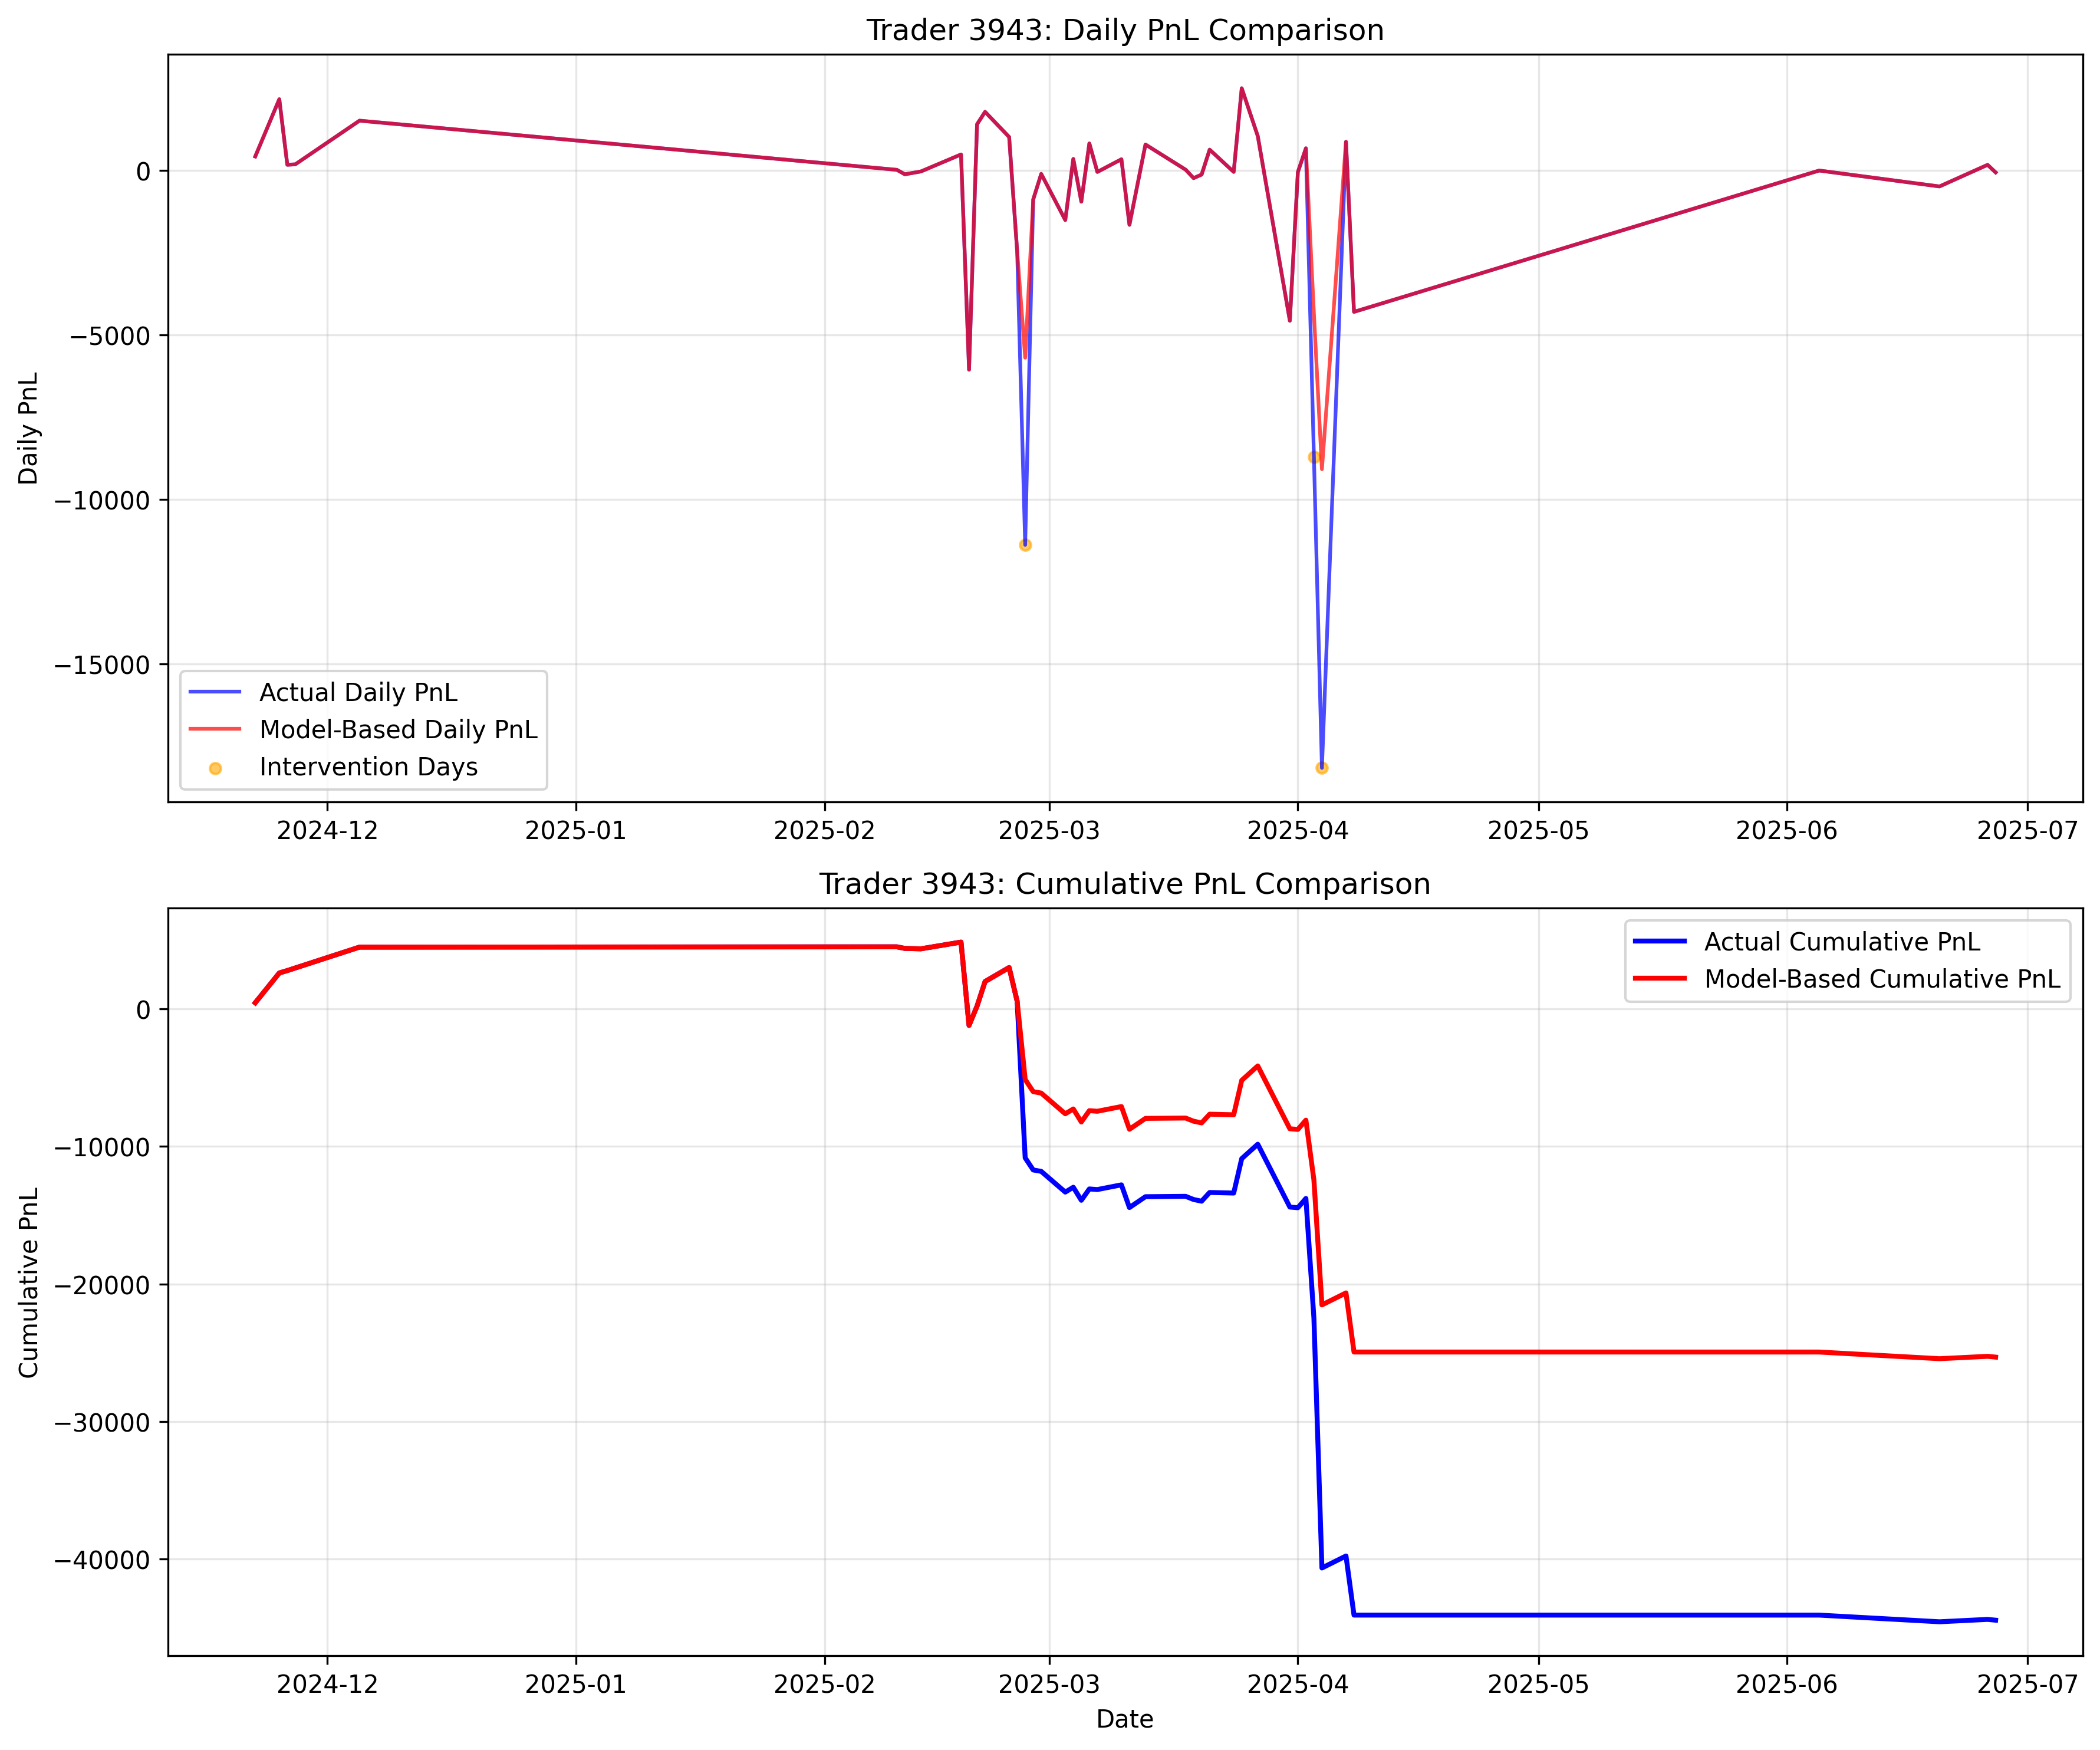 Trader 3943: Daily PnL Comparison
Daily PnL
0
−5000
−10000
−15000
Actual Daily PnL
Model-Based Daily PnL
Intervention Days
2024-12 2025-01 2025-02 2025-03 2025-04 2025-05 2025-06 2025-07
Trader 3943: Cumulative PnL Comparison
Cumulative PnL
0
−10000
−20000
−30000
−40000
Actual Cumulative PnL
Model-Based Cumulative PnL
2024-12 2025-01 2025-02 2025-03 2025-04 2025-05 2025-06 2025-07
Date